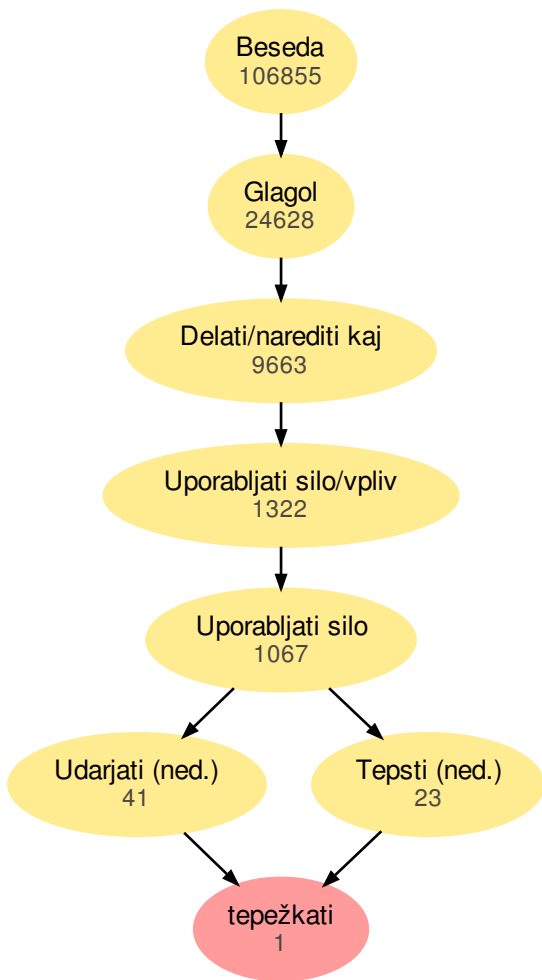 Beseda
106855
Glagol
24628
Delati/narediti kaj
9663
Uporabljati silo/vpliv
1322
Uporabljati silo
1067
Udarjati (ned.)
41
Tepsti (ned.)
23
tepežkati
1